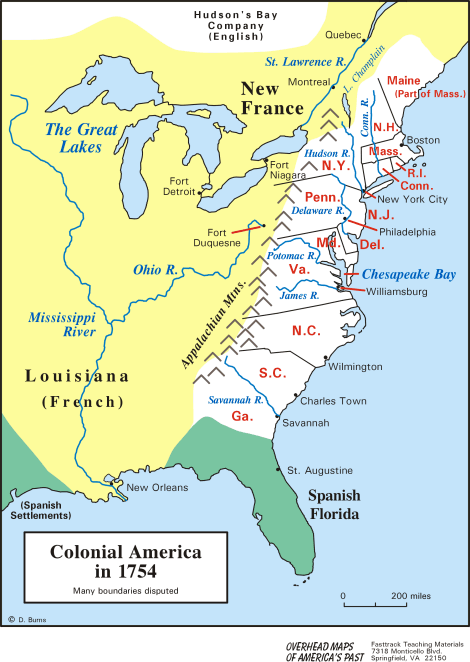 Hudson's Bay
Company
(English)
Quebec
St. Lawrence R.
L. Champlain
Montreal
New
France
Maine
(Part of Mass.)
Conn. R.
The Great
Lakes
N.H.
Boston
Hudson R.
Mass.
Fort
Niagara
N.Y.
R.I.
Conn.
Fort
Detroit
New York City
Penn.
Delaware R.
N.J.
Philadelphia
Fort
Duquesne
Md.
Del.
Potomac R.
Va.
Ohio R.
Chesapeake Bay
Williamsburg
James R.
Appalachian Mtns.
Mississippi
River
N.C.
Wilmington
Louisiana
(French)
S.C.
Charles Town
Savannah R.
Ga.
Savannah
St. Augustine
New Orleans
Spanish
Florida
(Spanish
Settlements)
Colonial America
in 1754
Many boundaries disputed
0 200 miles
© D. Burns
OVERHEAD MAPS
OF AMERICA'S PAST
Fasttrack Teaching Materials
7318 Monticello Blvd.
Springfield, VA 22150